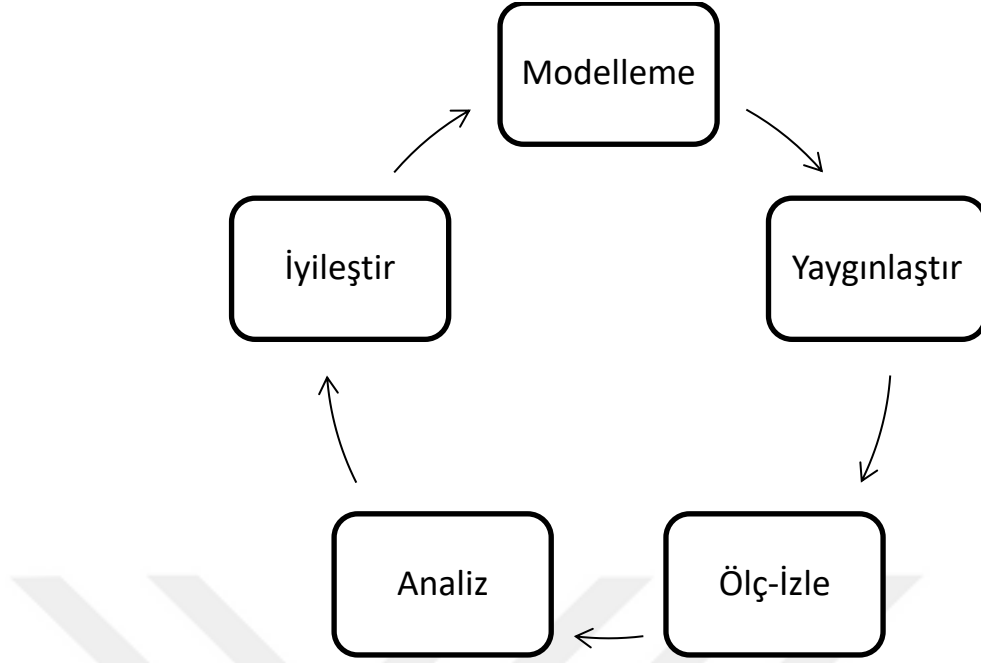 Modelleme
İyileştir
Yaygınlaştır
Analiz
Ölç-İzle